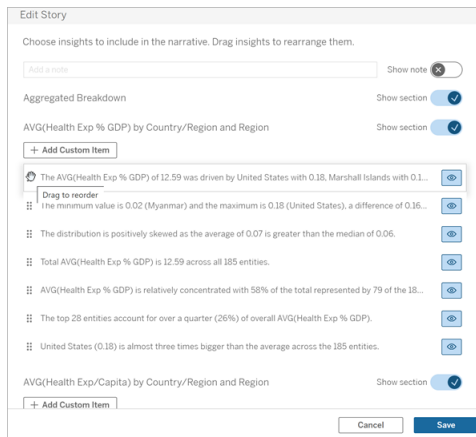 Edit Story
Choose insights to include in the narrative. Drag insights to rearrange them.
Add a note
Show note
Aggregated Breakdown
Show section
AVG(Health Exp % GDP) by Country/Region and Region
Show section
+ Add Custom Item
The AVG(Health Exp % GDP) of 12.59 was driven by United States with 0.18, Marshall Islands with 0.1...
Drag to reorder
The minimum value is 0.02 (Myanmar) and the maximum is 0.18 (United States), a difference of 0.16...
The distribution is positively skewed as the average of 0.07 is greater than the median of 0.06.
Total AVG(Health Exp % GDP) is 12.59 across all 185 entities.
AVG(Health Exp % GDP) is relatively concentrated with 58% of the total represented by 79 of the 18...
The top 28 entities account for over a quarter (26%) of overall AVG(Health Exp % GDP).
United States (0.18) is almost three times bigger than the average across the 185 entities.
AVG(Health Exp/Capita) by Country/Region and Region
Show section
+ Add Custom Item
Cancel
Save